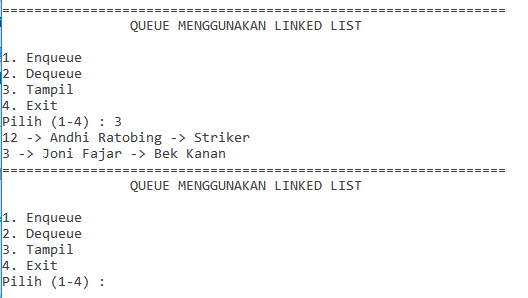 ===============================================================
QUEUE MENGGUNAKAN LINKED LIST
1. Enqueue
2. Dequeue
3. Tampil
4. Exit
Pilih (1-4) : 3
12 -> Andhi Ratobing -> Striker
3 -> Joni Fajar -> Bek Kanan
===============================================================
QUEUE MENGGUNAKAN LINKED LIST
1. Enqueue
2. Dequeue
3. Tampil
4. Exit
Pilih (1-4) :